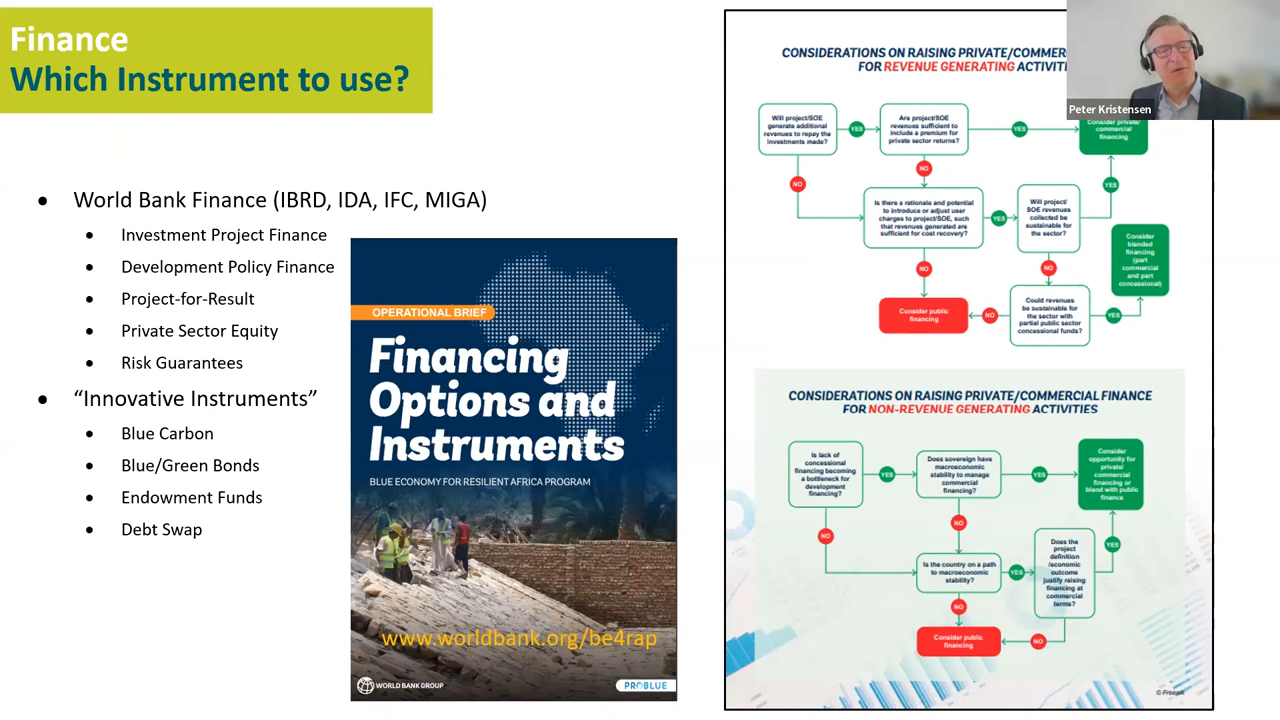 Finance
Which Instrument to use?
● World Bank Finance (IBRD, IDA, IFC, MIGA)
● Investment Project Finance
● Development Policy Finance
● Project-for-Result
● Private Sector Equity
● Risk Guarantees
● “Innovative Instruments”
● Blue Carbon
● Blue/Green Bonds
● Endowment Funds
● Debt Swap
OPERATIONAL BRIEF
Financing
Options and
Instruments
BLUE ECONOMY FOR RESILIENT AFRICA PROGRAM
www.worldbank.org/be4rap
WORLD BANK GROUP
PROBLUE
CONSIDERATIONS ON RAISING PRIVATE/COMMERCIAL
FOR REVENUE GENERATING
Peter Kristensen
Will project/SOE
generate additional
revenues to repay the
investments made?
YES
Are project/SOE
revenues sufficient to
include a premium for
private sector returns?
YES
Consider private/
commercial
financing
NO
NO
YES
Is there a rationale and potential
to introduce or adjust user
charges to project/SOE, such
that revenues generated are
sufficient for cost recovery?
YES
Will project/
SOE revenues
collected be
sustainable for
the sector?
Consider
blended
financing
(part
commercial
and part
concessional)
NO
NO
Consider public
financing
NO
Could revenues
be sustainable for
the sector with
partial public sector
concessional funds?
YES
CONSIDERATIONS ON RAISING PRIVATE/COMMERCIAL FINANCE
FOR NON-REVENUE GENERATING ACTIVITIES
Is lack of
concessional
financing becoming
a bottleneck for
development
financing?
YES
Does sovereign have
macroeconomic
stability to manage
commercial
financing?
YES
Consider
opportunity for
private/
commercial
financing or
blend with public
finance
NO
NO
YES
Is the country on a path
to macroeconomic
stability?
YES
Does the
project
definition
/economic
outcome
justify raising
financing at
commercial
terms?
NO
Consider public
financing
NO
© Freepik